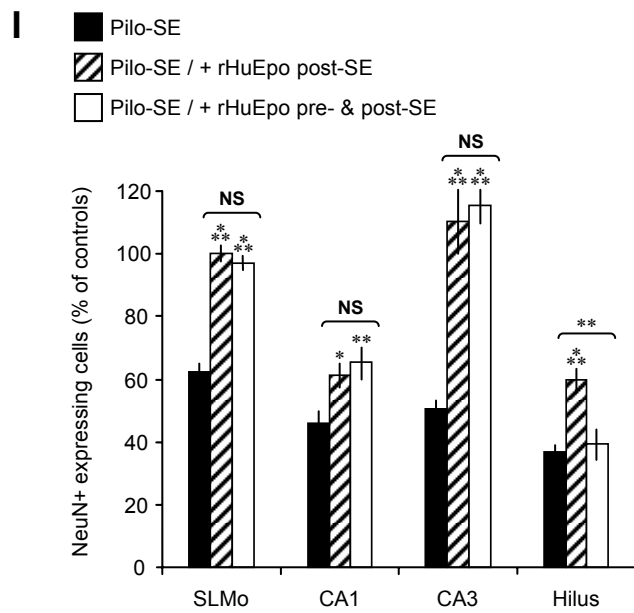 I
Pilo-SE
Pilo-SE / + rHuEpo post-SE
Pilo-SE / + rHuEpo pre- & post-SE
NeuN+ expressing cells (% of controls)
120
100
80
60
40
20
0
NS
*
**
*
**
NS
*
**
NS
*
**
*
**
**
*
**
SLMo CA1 CA3 Hilus